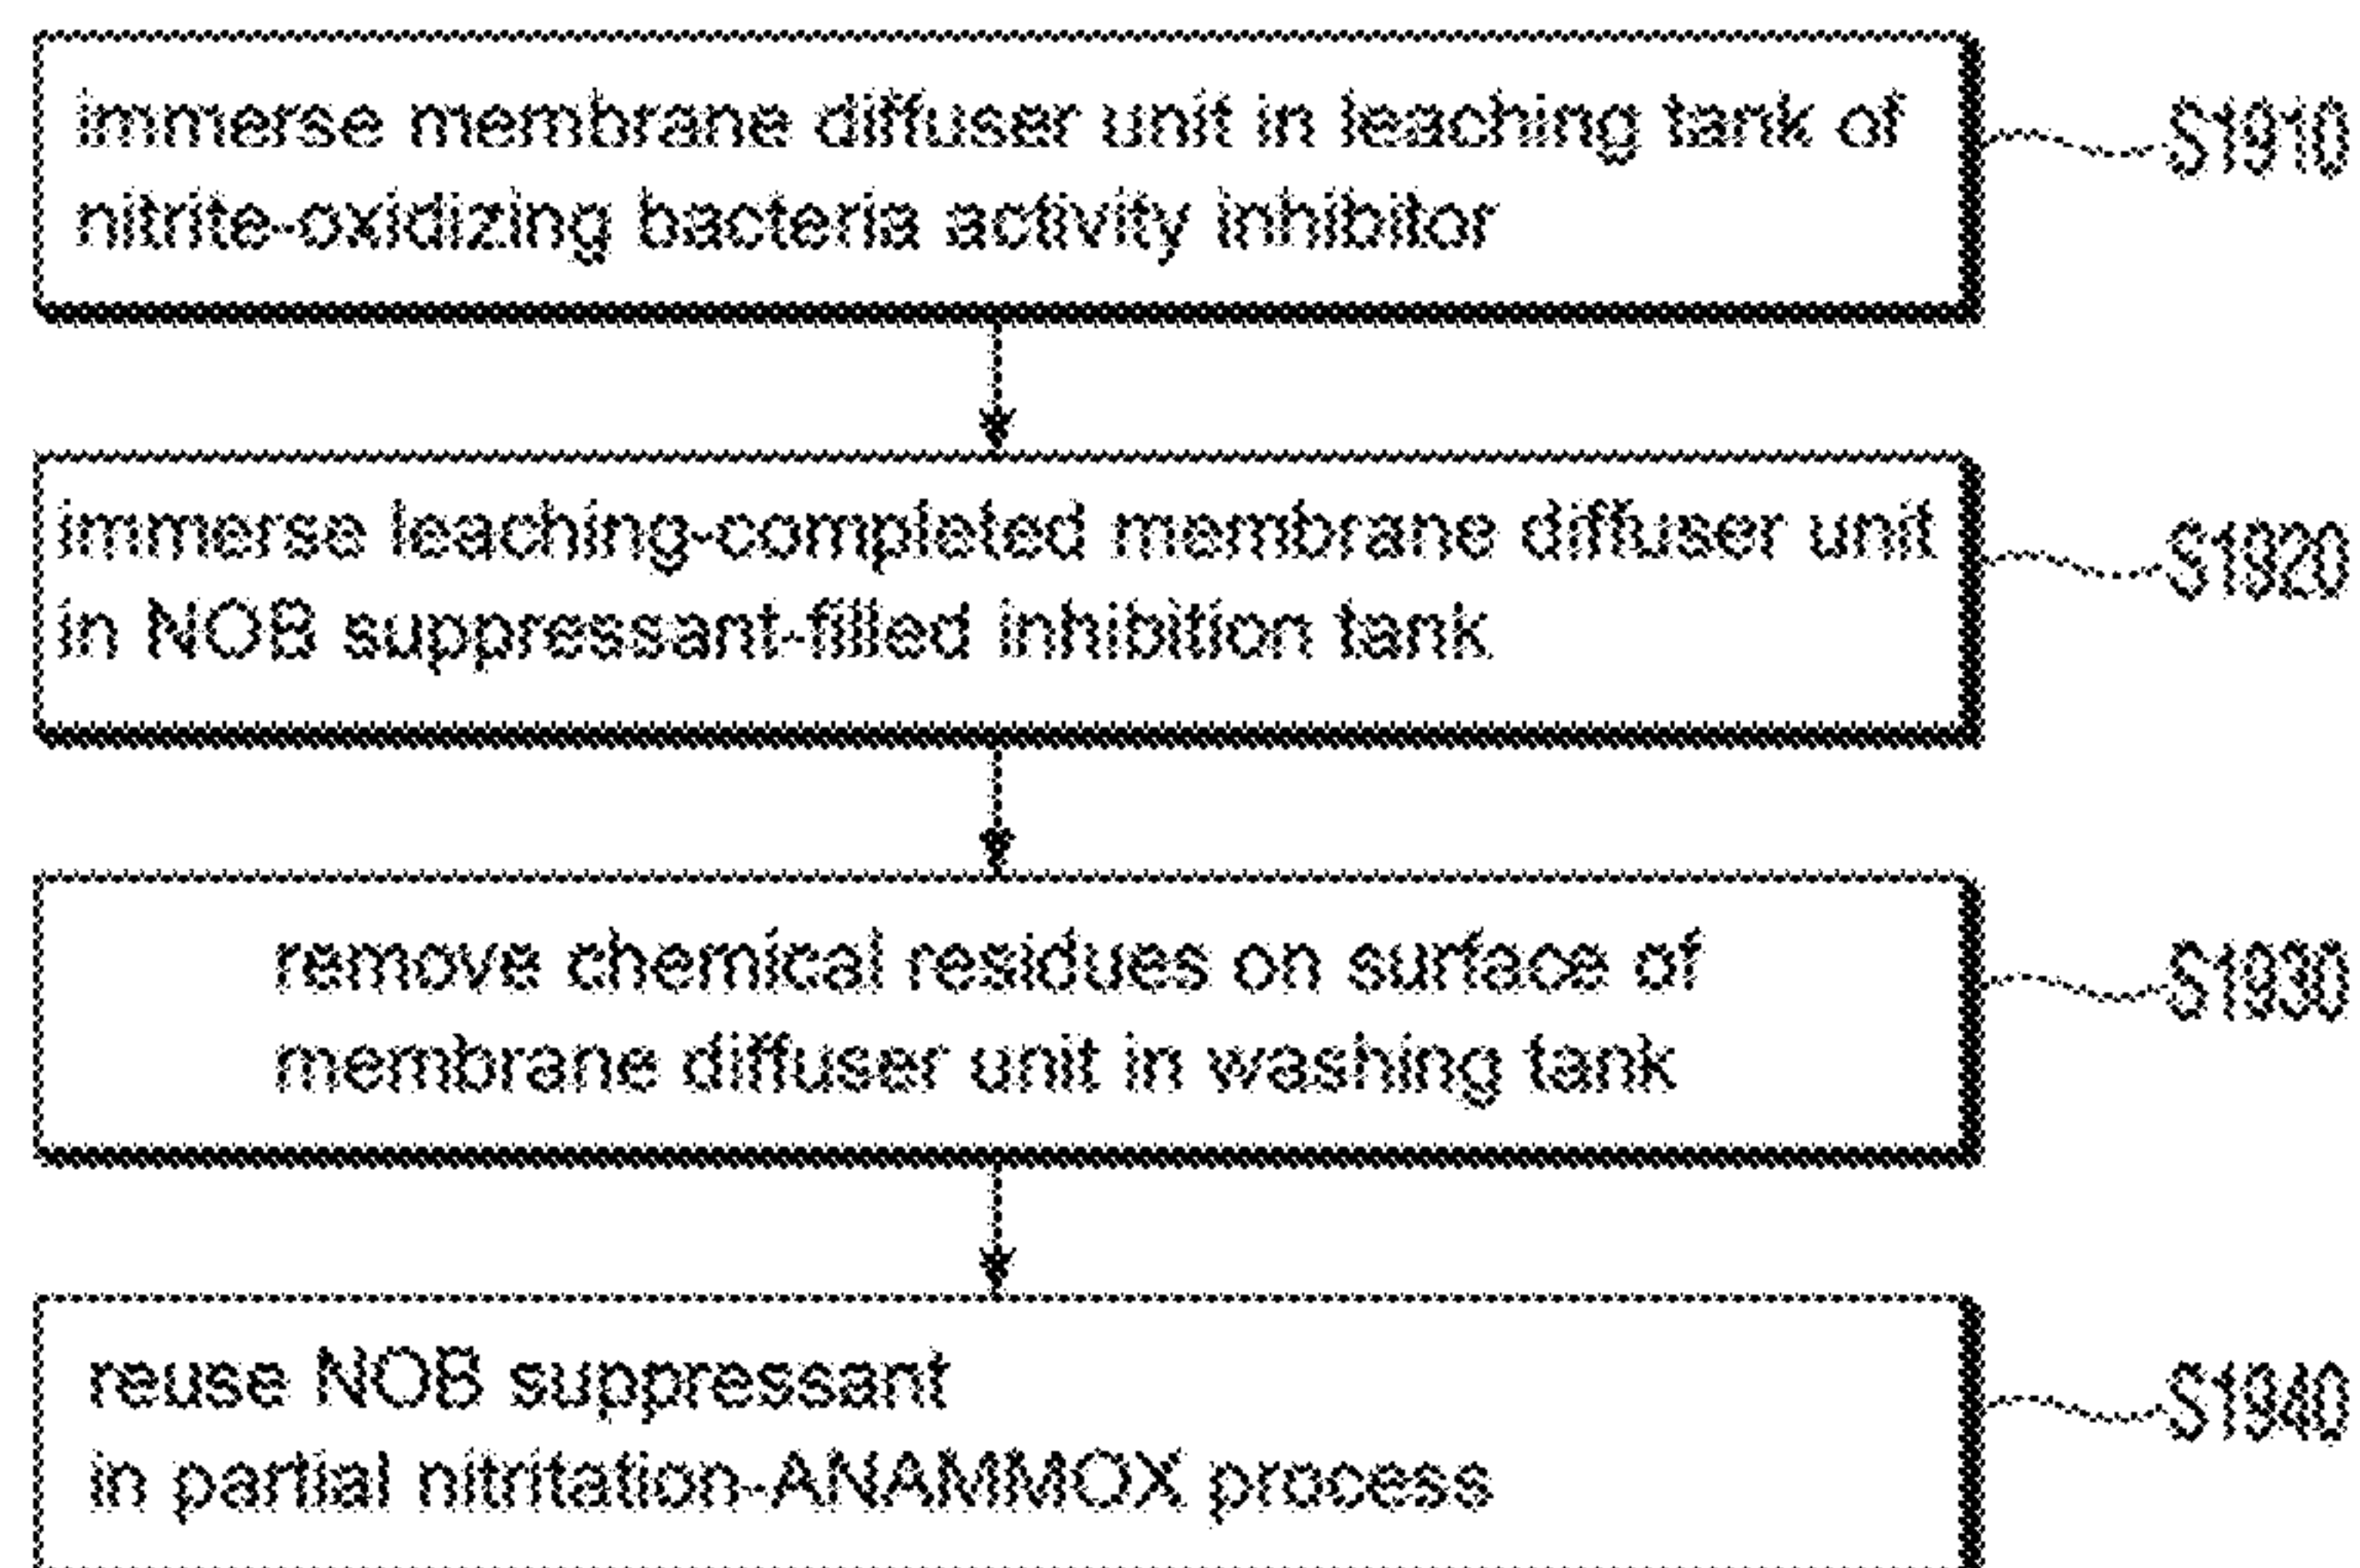 immerse membrane diffuser unit in leaching tank of
nitrite-oxidizing bacteria activity inhibitor
S1910
immerse leaching-completed membrane diffuser unit
in NOB suppressant-filled inhibition tank
S1920
remove chemical residues on surface of
membrane diffuser unit in washing tank
S1930
reuse NOB suppressant
in partial nitritation-ANAMMOX process
S1940